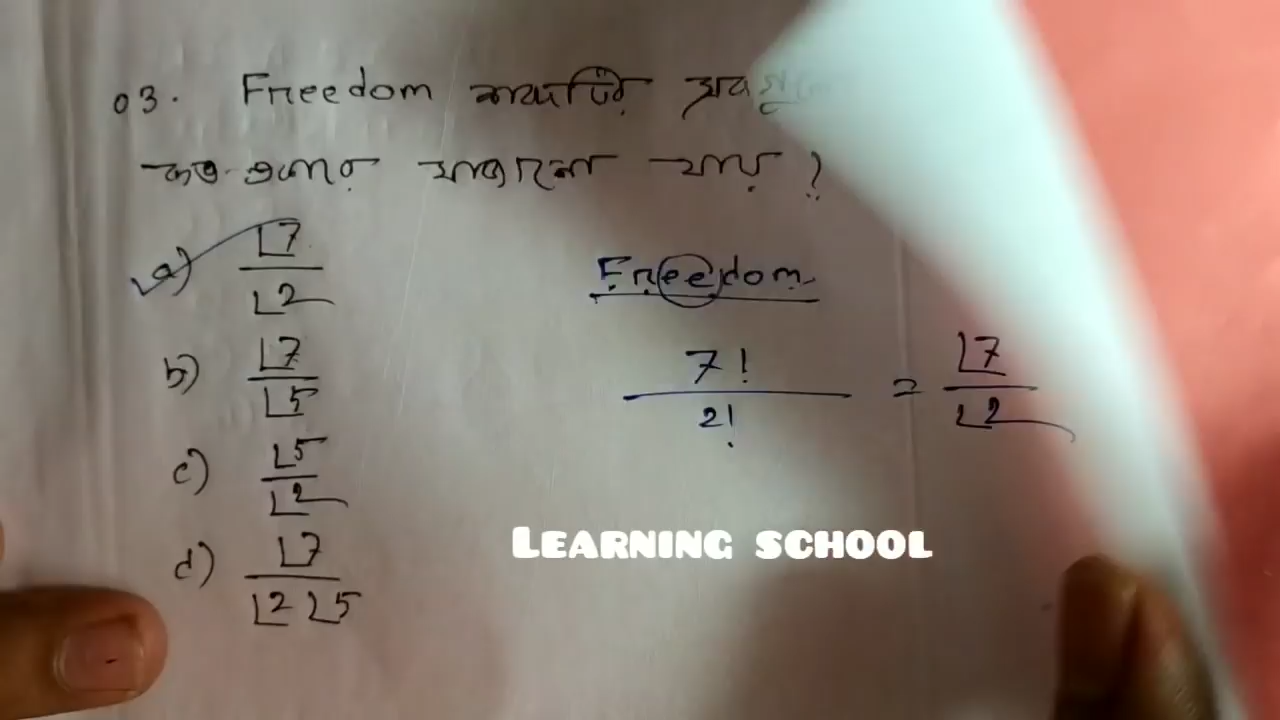 03. Freedom শব্দটির
কত প্রকারে সাজানো যায় ?
a) ⌊7 / ⌊2
b) ⌊7 / ⌊5
c) ⌊5 / ⌊2
d) ⌊7 / ⌊2 ⌊5
Freedom
7! / 2! = ⌊7 / ⌊2
LEARNING SCHOOL